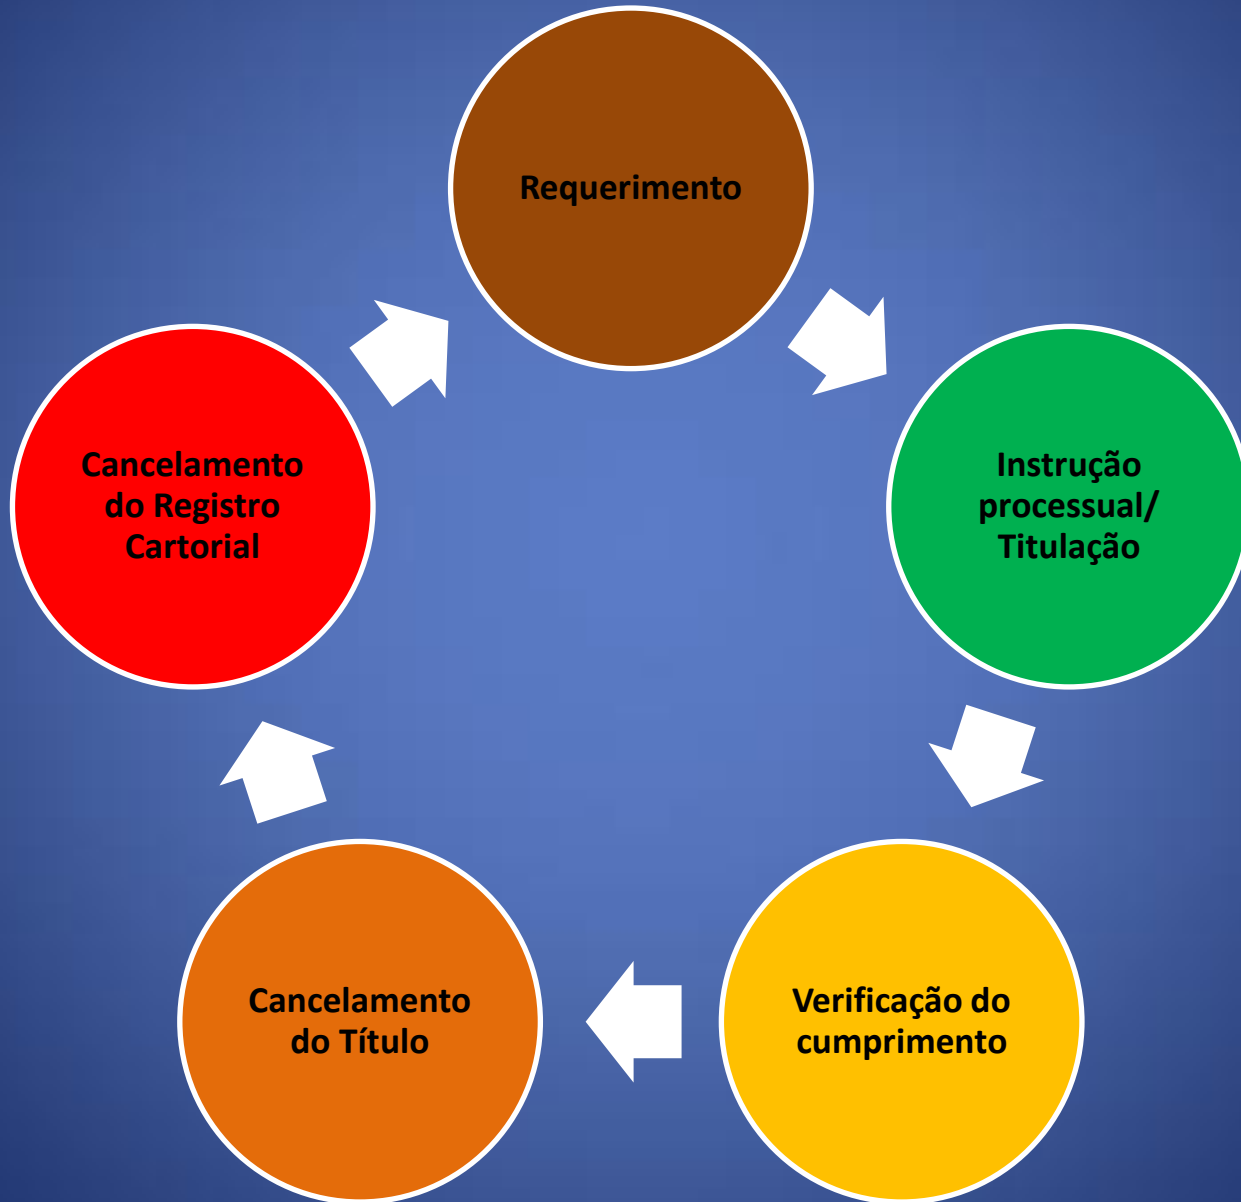 Requerimento
Instrução
processual/
Titulação
Verificação do
cumprimento
Cancelamento
do Título
Cancelamento
do Registro
Cartorial